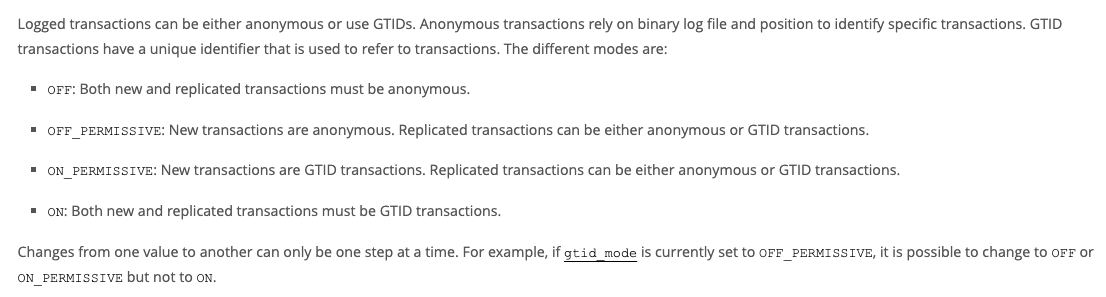 Logged transactions can be either anonymous or use GTIDs. Anonymous transactions rely on binary log file and position to identify specific transactions. GTID
transactions have a unique identifier that is used to refer to transactions. The different modes are:
▪ OFF: Both new and replicated transactions must be anonymous.
▪ OFF_PERMISSIVE: New transactions are anonymous. Replicated transactions can be either anonymous or GTID transactions.
▪ ON_PERMISSIVE: New transactions are GTID transactions. Replicated transactions can be either anonymous or GTID transactions.
▪ ON: Both new and replicated transactions must be GTID transactions.
Changes from one value to another can only be one step at a time. For example, if gtid_mode is currently set to OFF_PERMISSIVE, it is possible to change to OFF or
ON_PERMISSIVE but not to ON.